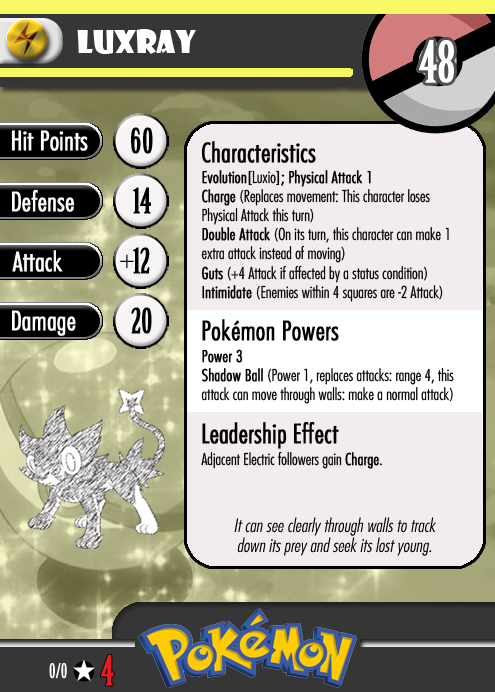 LUXRAY
48
Hit Points 60
Defense 14
Attack +12
Damage 20
Characteristics
Evolution[Luxio]; Physical Attack 1
Charge (Replaces movement: This character loses
Physical Attack this turn)
Double Attack (On its turn, this character can make 1
extra attack instead of moving)
Guts (+4 Attack if affected by a status condition)
Intimidate (Enemies within 4 squares are -2 Attack)
Pokémon Powers
Power 3
Shadow Ball (Power 1, replaces attacks: range 4, this
attack can move through walls: make a normal attack)
Leadership Effect
Adjacent Electric followers gain Charge.
It can see clearly through walls to track
down its prey and seek its lost young.
0/0 ★ 4
POKéMON